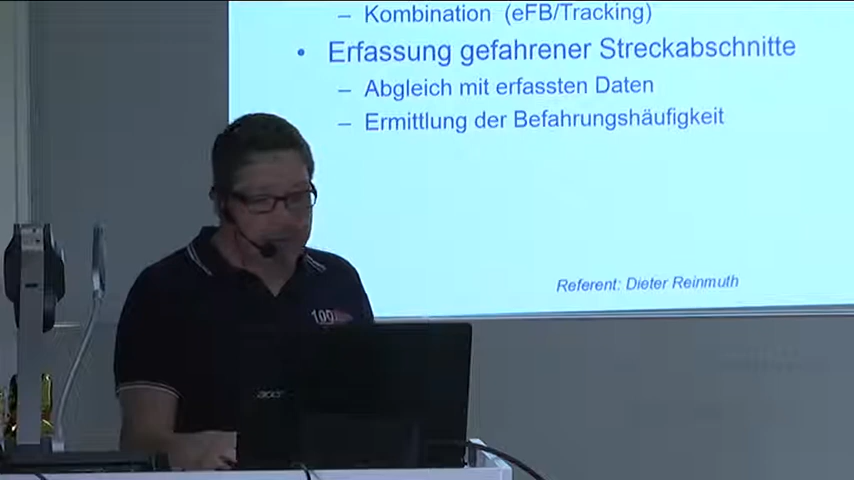 – Kombination (eFB/Tracking)
• Erfassung gefahrener Streckabschnitte
– Abgleich mit erfassten Daten
– Ermittlung der Befahrungshäufigkeit
Referent: Dieter Reinmuth
100
acer